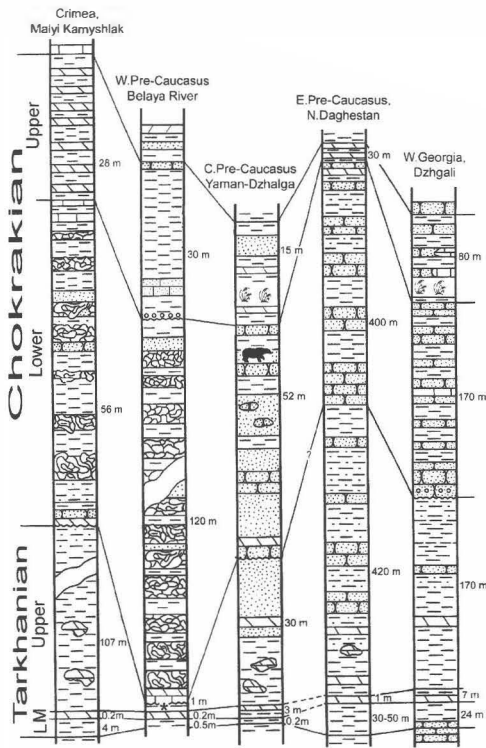 Crimea,
Malyi Kamyshlak
W.Pre-Caucasus
Belaya River
C.Pre-Caucasus
Yaman-Dzhalga
E.Pre-Caucasus,
N.Daghestan
W.Georgia,
Dzhgali
Chokrakian
Upper
Lower
Tarkhanian
Upper
LM
28 m
56 m
107 m
0.2m
4 m
30 m
120 m
1 m
0.2m
0.5m
15 m
52 m
30 m
3 m
0.2m
?
30 m
400 m
420 m
1 m
30-50 m
80 m
170 m
170 m
7 m
24 m